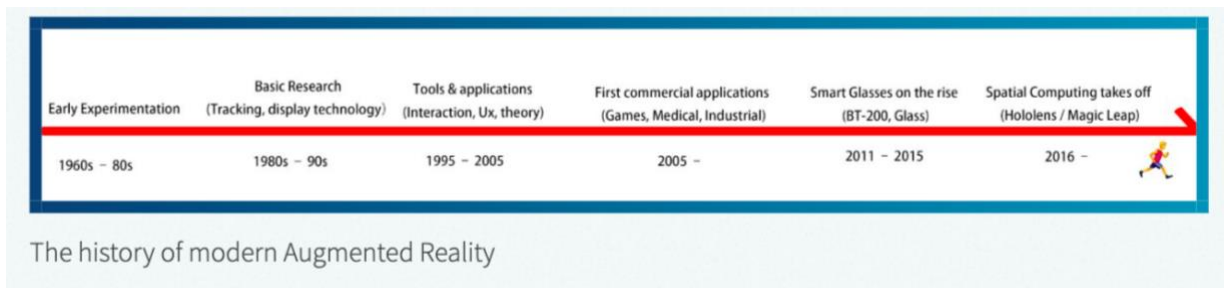 Early Experimentation
Basic Research
(Tracking, display technology)
Tools & applications
(Interaction, Ux, theory)
First commercial applications
(Games, Medical, Industrial)
Smart Glasses on the rise
(BT-200, Glass)
Spatial Computing takes off
(Hololens / Magic Leap)
1960s – 80s
1980s – 90s
1995 – 2005
2005 –
2011 – 2015
2016 –
The history of modern Augmented Reality